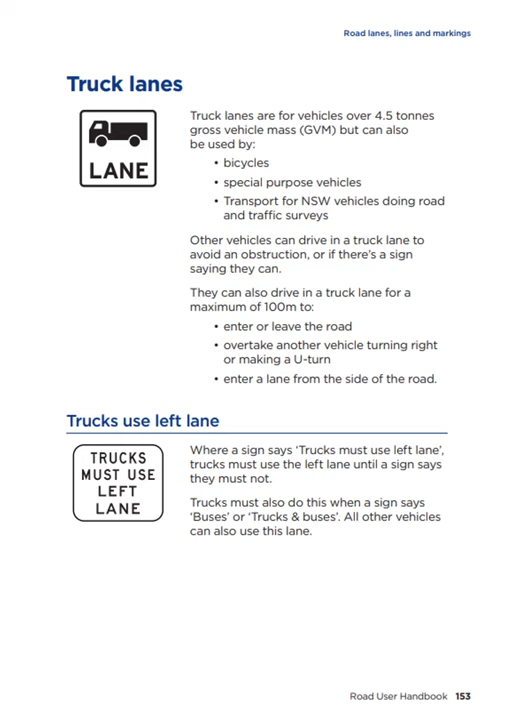 Road lanes, lines and markings
Truck lanes
LANE
Truck lanes are for vehicles over 4.5 tonnes
gross vehicle mass (GVM) but can also
be used by:
• bicycles
• special purpose vehicles
• Transport for NSW vehicles doing road
and traffic surveys
Other vehicles can drive in a truck lane to
avoid an obstruction, or if there's a sign
saying they can.
They can also drive in a truck lane for a
maximum of 100m to:
• enter or leave the road
• overtake another vehicle turning right
or making a U-turn
• enter a lane from the side of the road.
Trucks use left lane
TRUCKS
MUST USE
LEFT
LANE
Where a sign says ‘Trucks must use left lane’,
trucks must use the left lane until a sign says
they must not.
Trucks must also do this when a sign says
‘Buses’ or ‘Trucks & buses’. All other vehicles
can also use this lane.
Road User Handbook 153